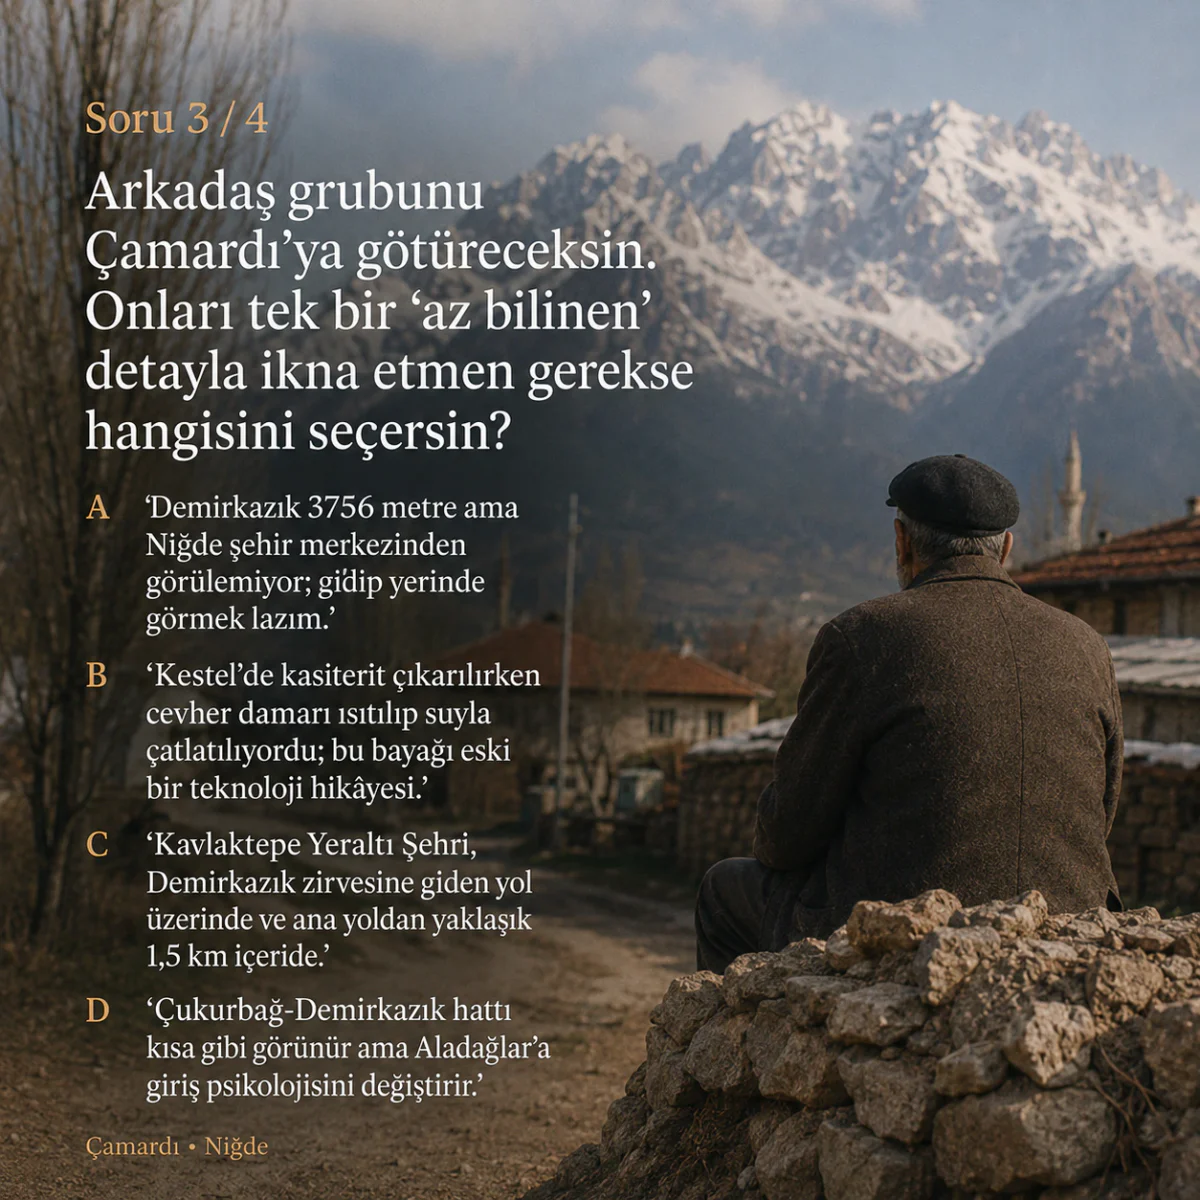 Soru 3 / 4
Arkadaş grubunu
Çamardı’ya götüreceksin.
Onları tek bir ‘az bilinen’
detayla ikna etmen gerekse
hangisini seçersin?
A ‘Demirkazık 3756 metre ama
Niğde şehir merkezinden
görülemiyor; gidip yerinde
görmek lazım.’
B ‘Kestel’de kasiterit çıkarılırken
cevher damarı ısıtılıp suyla
çatlatılıyordu; bu bayağı eski
bir teknoloji hikâyesi.’
C ‘Kavlaktepe Yeraltı Şehri,
Demirkazık zirvesine giden yol
üzerinde ve ana yoldan yaklaşık
1,5 km içeride.’
D ‘Çukurbağ-Demirkazık hattı
kısa gibi görünür ama Aladağlar’a
giriş psikolojisini değiştirir.’
Çamardı • Niğde